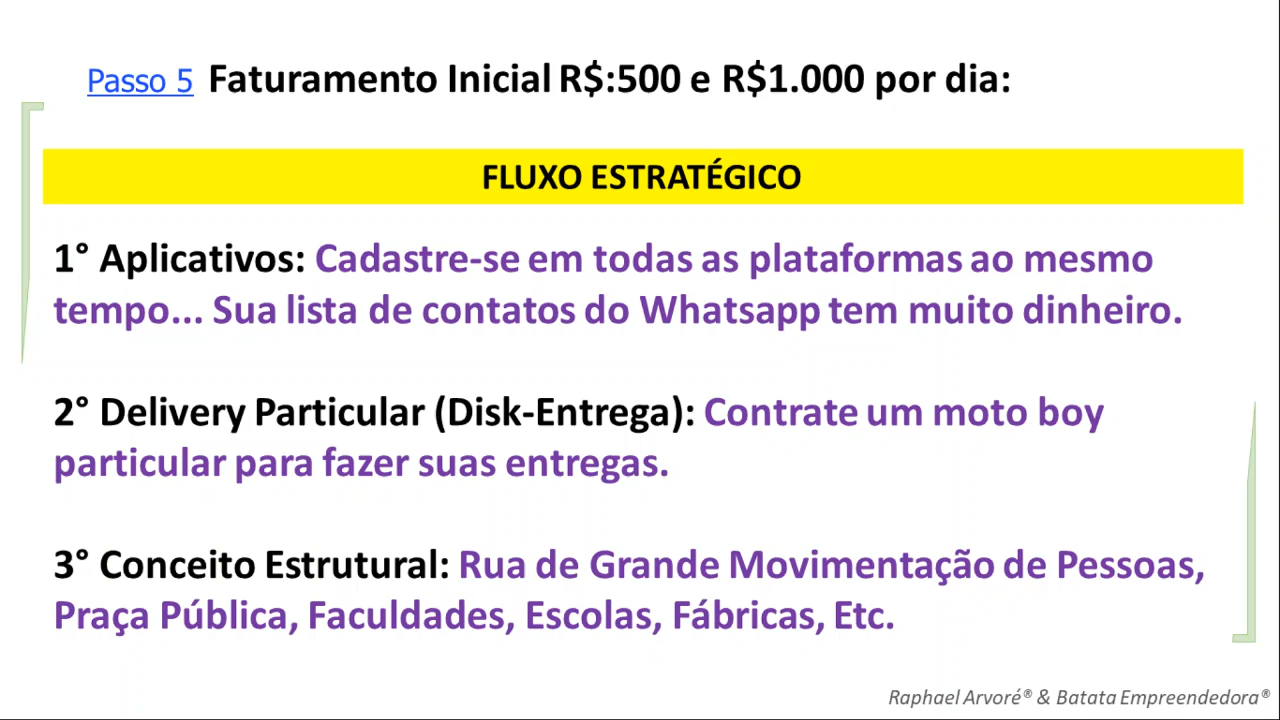 Passo 5 Faturamento Inicial R$:500 e R$1.000 por dia:
FLUXO ESTRATÉGICO
1° Aplicativos: Cadastre-se em todas as plataformas ao mesmo
tempo... Sua lista de contatos do Whatsapp tem muito dinheiro.
2° Delivery Particular (Disk-Entrega): Contrate um moto boy
particular para fazer suas entregas.
3° Conceito Estrutural: Rua de Grande Movimentação de Pessoas,
Praça Pública, Faculdades, Escolas, Fábricas, Etc.
Raphael Arvoré® & Batata Empreendedora®